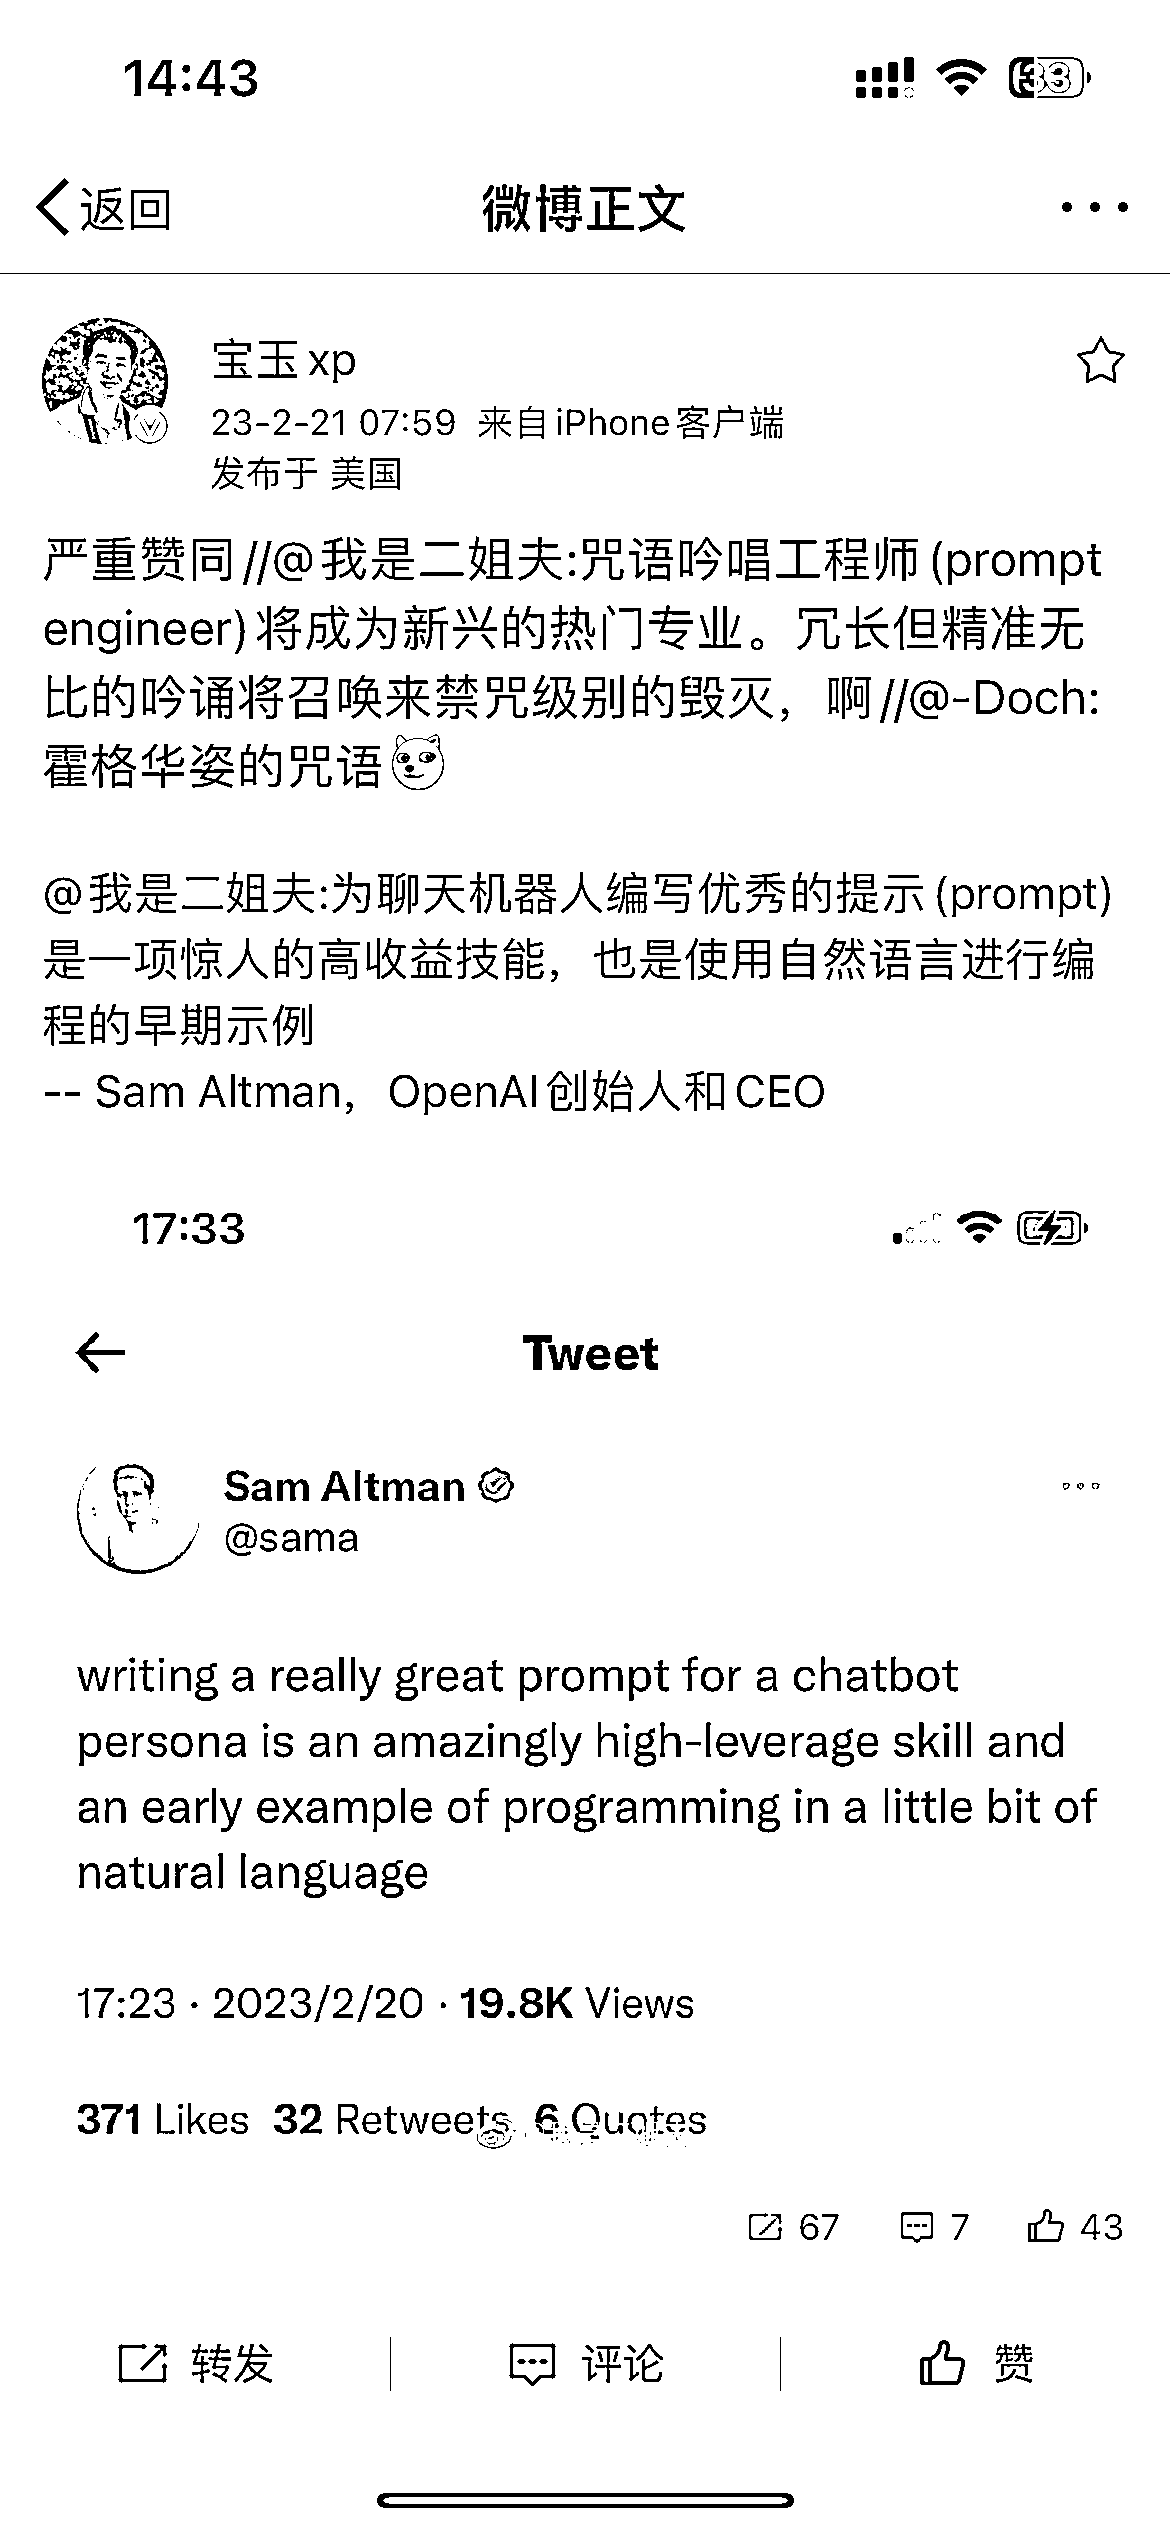 14:43
33
返回
微博正文
宝玉xp
23-2-21 07:59 来自iPhone客户端
发布于 美国
严重赞同//@我是二姐夫:咒语吟唱工程师(prompt
engineer)将成为新兴的热门专业。冗长但精准无
比的吟诵将召唤来禁咒级别的毁灭，啊//@-Doch:
霍格华姿的咒语
@我是二姐夫:为聊天机器人编写优秀的提示(prompt)
是一项惊人的高收益技能，也是使用自然语言进行编
程的早期示例
-- Sam Altman，OpenAI创始人和CEO
17:33
Tweet
Sam Altman
@sama
writing a really great prompt for a chatbot
persona is an amazingly high-leverage skill and
an early example of programming in a little bit of
natural language
17:23 · 2023/2/20 · 19.8K Views
371 Likes 32 Retweets 6 Quotes
67 7 43
转发 评论 赞